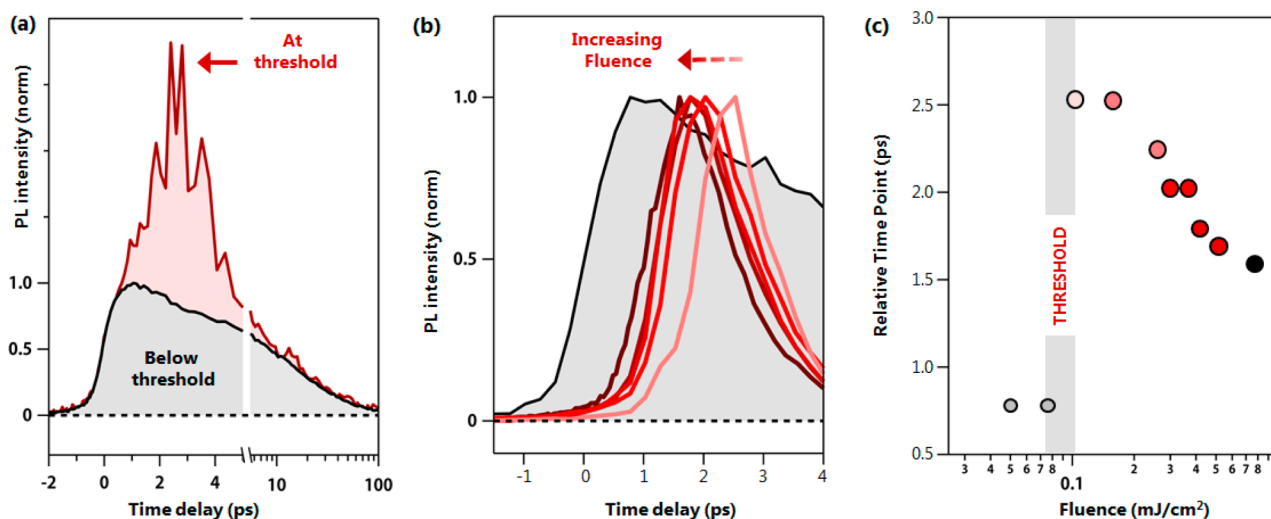 (a)
At
threshold
Below
threshold
PL intensity (norm)
1.0
0.5
0
-2 0 2 4 10 100
Time delay (ps)
(b)
Increasing
Fluence
PL intensity (norm)
1.0
0.5
0
-1 0 1 2 3 4
Time delay (ps)
(c)
Relative Time Point (ps)
3.0
2.5
2.0
1.5
1.0
0.5
THRESHOLD
3 4 5 6 7 8 2 3 4 5 6 7 8
0.1
Fluence (mJ/cm²)